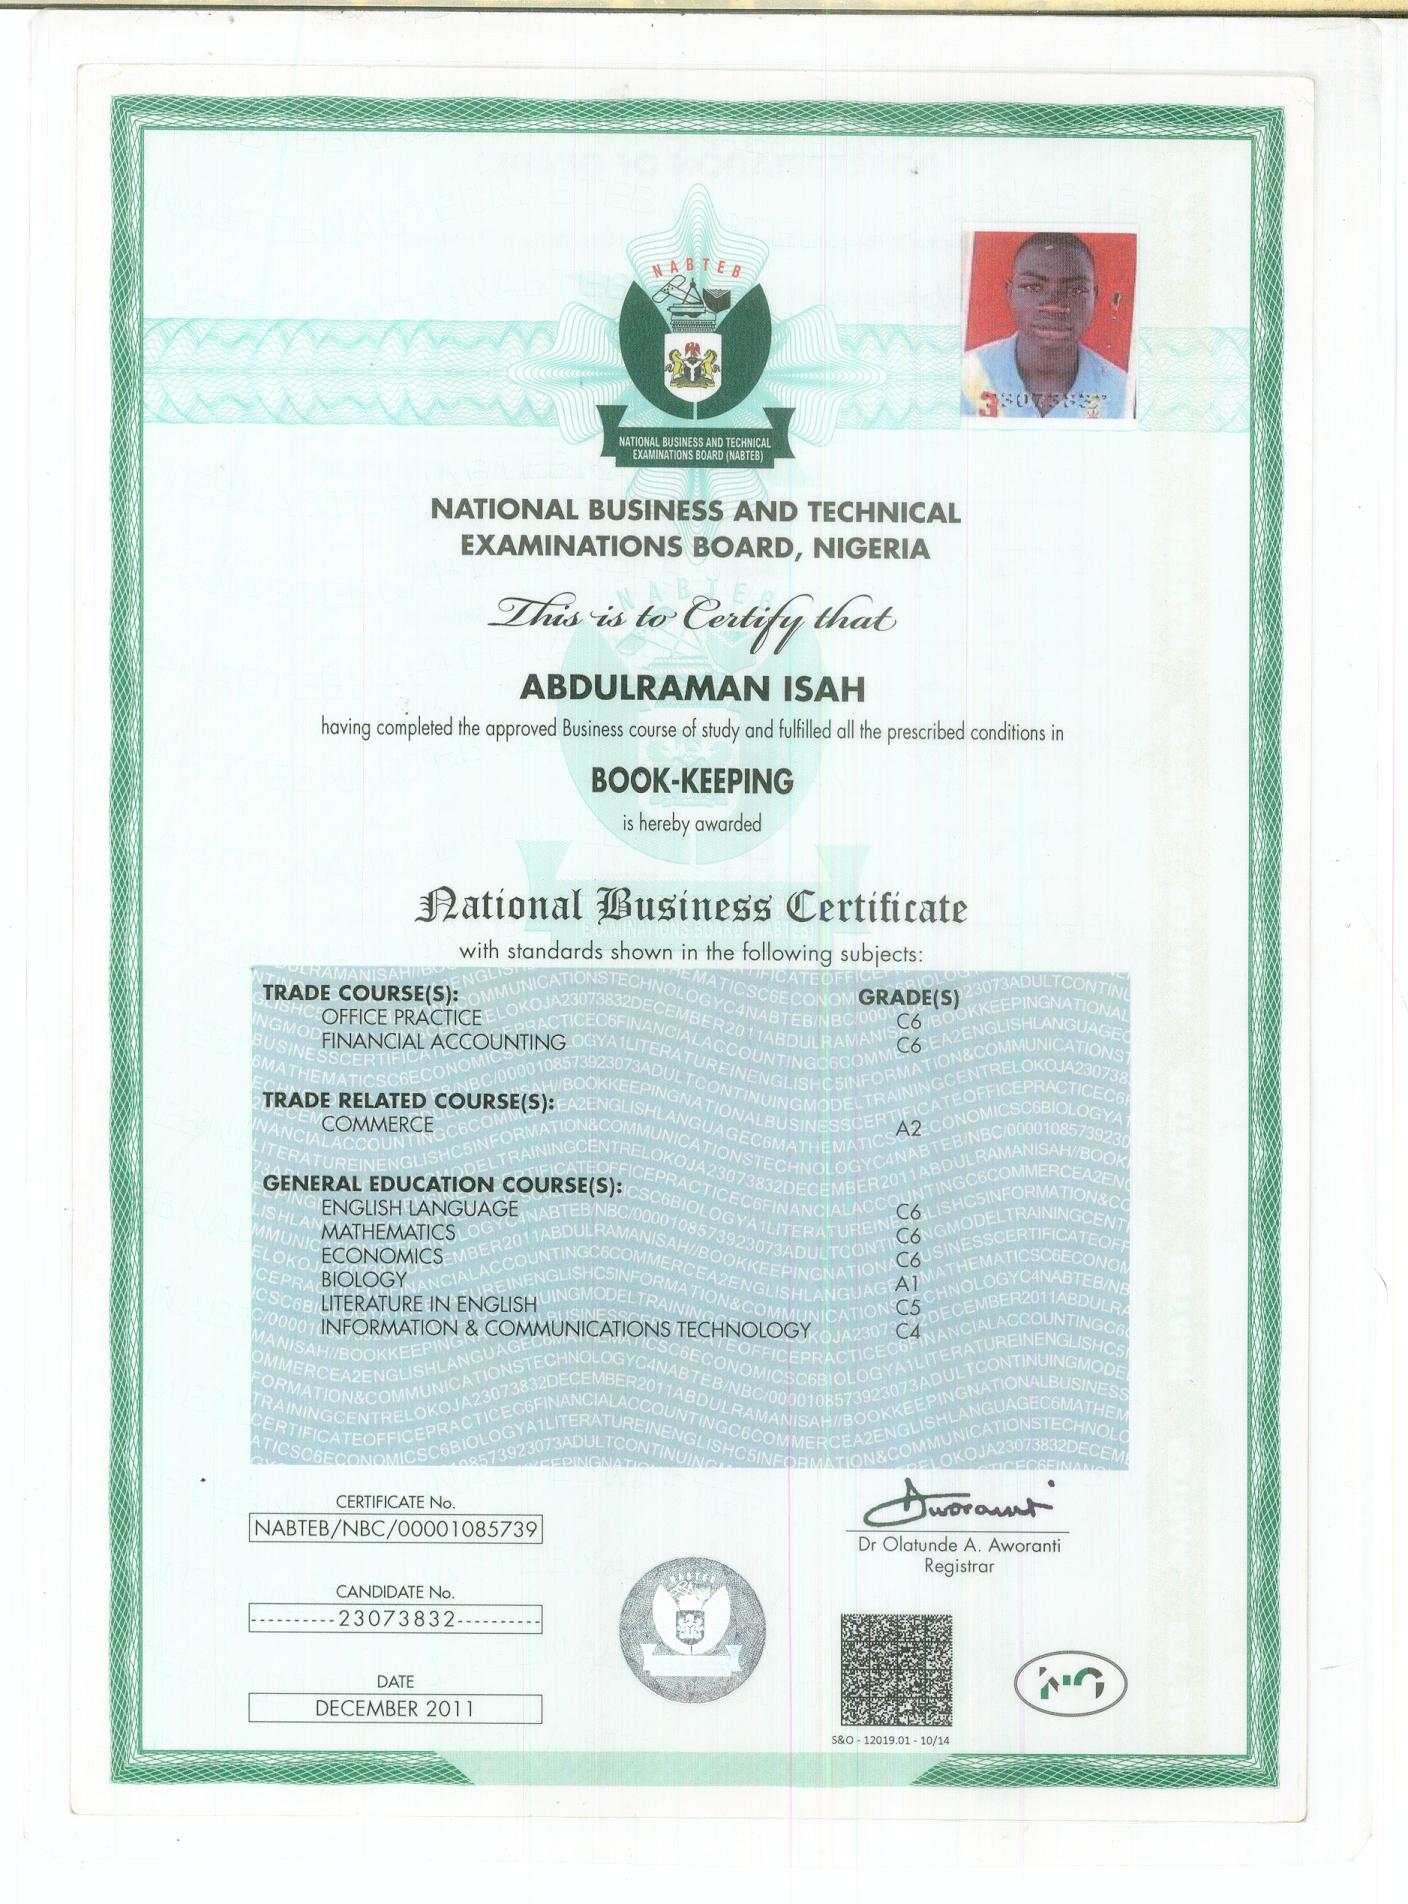 NABTEB
NATIONAL BUSINESS AND TECHNICAL
EXAMINATIONS BOARD (NABTEB)
NATIONAL BUSINESS AND TECHNICAL
EXAMINATIONS BOARD, NIGERIA
This is to Certify that
ABDULRAMAN ISAH
having completed the approved Business course of study and fulfilled all the prescribed conditions in
BOOK-KEEPING
is hereby awarded
National Business Certificate
with standards shown in the following subjects:
TRADE COURSE(S): GRADE(S)
OFFICE PRACTICE C6
FINANCIAL ACCOUNTING C6
TRADE RELATED COURSE(S):
COMMERCE A2
GENERAL EDUCATION COURSE(S):
ENGLISH LANGUAGE C6
MATHEMATICS C6
ECONOMICS C6
BIOLOGY A1
LITERATURE IN ENGLISH C5
INFORMATION & COMMUNICATIONS TECHNOLOGY C4
CERTIFICATE No.
NABTEB/NBC/00001085739
CANDIDATE No.
----------23073832----------
DATE
DECEMBER 2011
Aworanti
Dr Olatunde A. Aworanti
Registrar
NABTEB
S&O - 12019.01 - 10/14